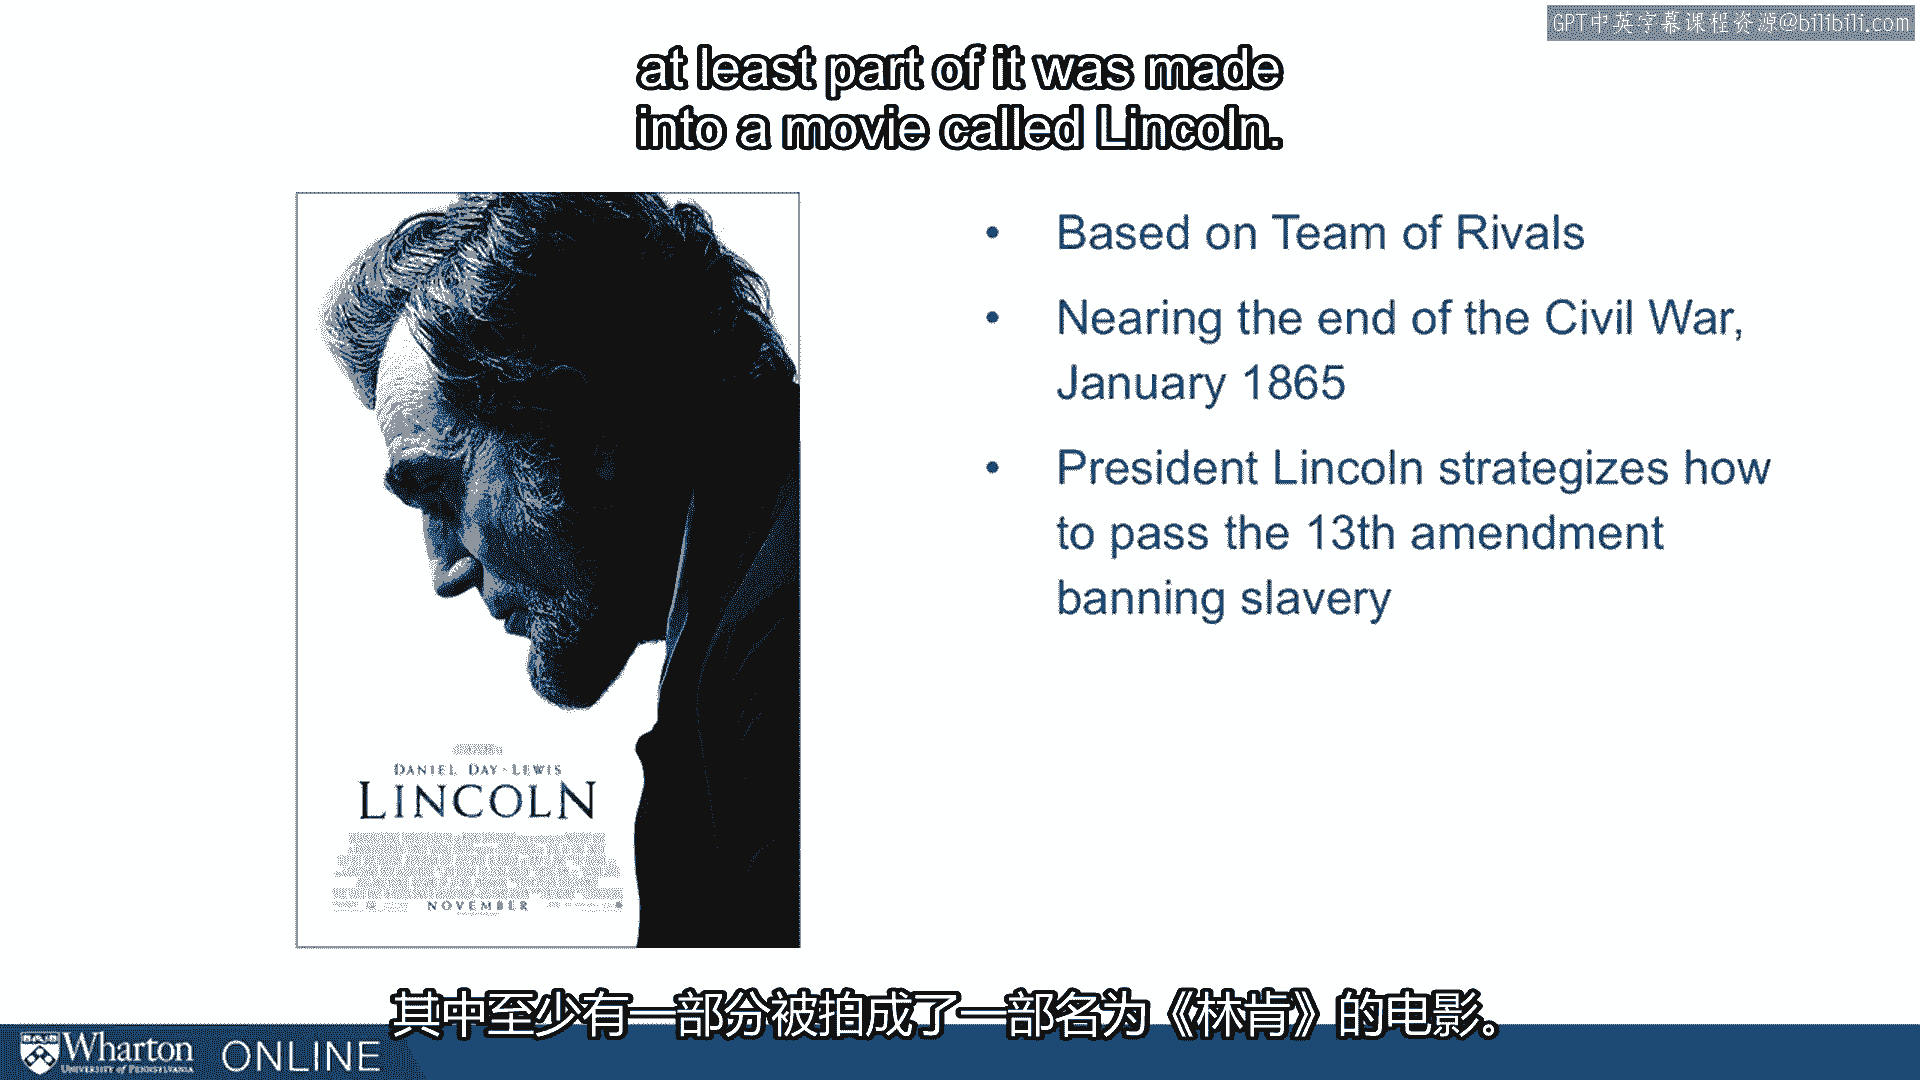 GPT中英字幕课程资源@bilibili.com
at least part of it was made
into a movie called Lincoln.
• Based on Team of Rivals
• Nearing the end of the Civil War,
January 1865
• President Lincoln strategizes how
to pass the 13th amendment
banning slavery
DANIEL DAY-LEWIS
LINCOLN
NOVEMBER
其中至少有一部分被拍成了一部名为《林肯》的电影。
Wharton ONLINE
UNIVERSITY of PENNSYLVANIA